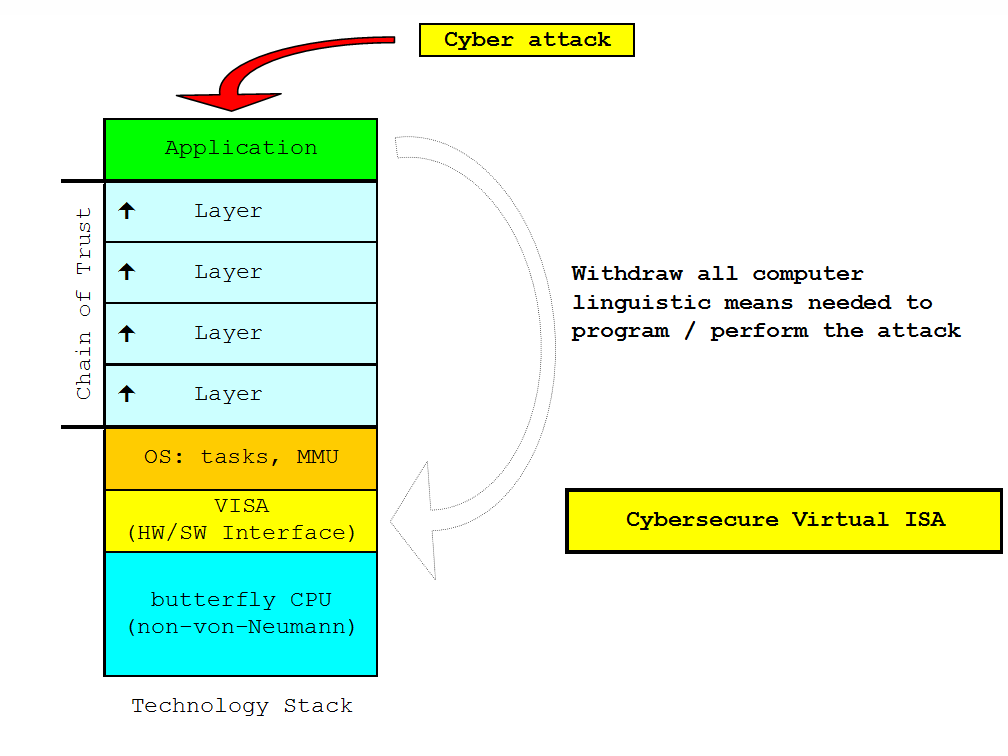 Cyber attack
Application
Chain of Trust
Layer
Layer
Layer
Layer
Withdraw all computer
linguistic means needed to
program / perform the attack
OS: tasks, MMU
VISA
(HW/SW Interface)
Cybersecure Virtual ISA
butterfly CPU
(non-von-Neumann)
Technology Stack